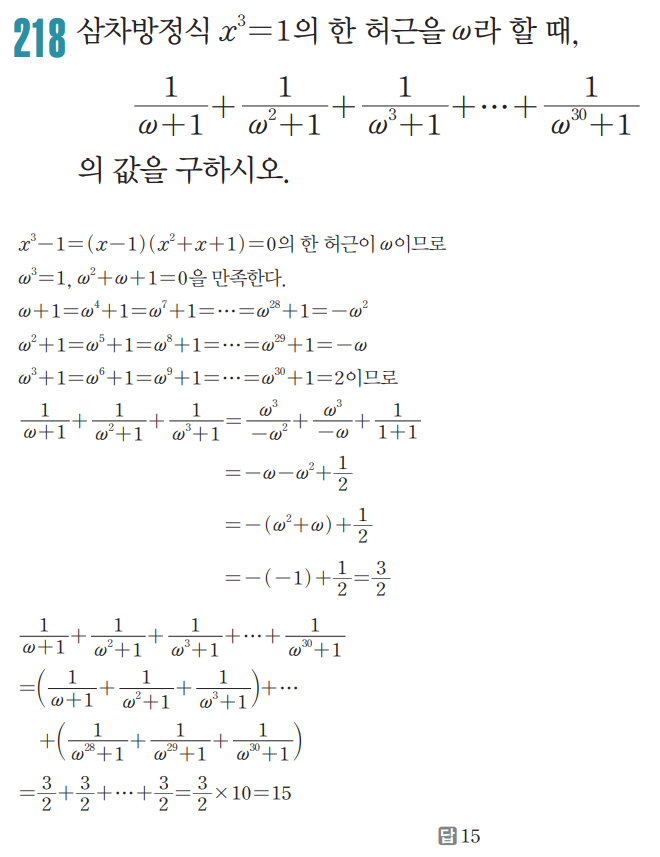 218 삼차방정식 x³=1의 한 허근을 ω라 할 때,
1/(ω+1) + 1/(ω²+1) + 1/(ω³+1) + ⋯ + 1/(ω³⁰+1)
의 값을 구하시오.
x³−1=(x−1)(x²+x+1)=0의 한 허근이 ω이므로
ω³=1, ω²+ω+1=0을 만족한다.
ω+1=ω⁴+1=ω⁷+1=⋯=ω²⁸+1=−ω²
ω²+1=ω⁵+1=ω⁸+1=⋯=ω²⁹+1=−ω
ω³+1=ω⁶+1=ω⁹+1=⋯=ω³⁰+1=2이므로
1/(ω+1) + 1/(ω²+1) + 1/(ω³+1) = ω³/(−ω²) + ω³/(−ω) + 1/(1+1)
=−ω−ω²+1/2
=−(ω²+ω)+1/2
=−(−1)+1/2=3/2
1/(ω+1) + 1/(ω²+1) + 1/(ω³+1) + ⋯ + 1/(ω³⁰+1)
=(1/(ω+1) + 1/(ω²+1) + 1/(ω³+1))+⋯
+(1/(ω²⁸+1) + 1/(ω²⁹+1) + 1/(ω³⁰+1))
=3/2+3/2+⋯+3/2=3/2×10=15
답 15